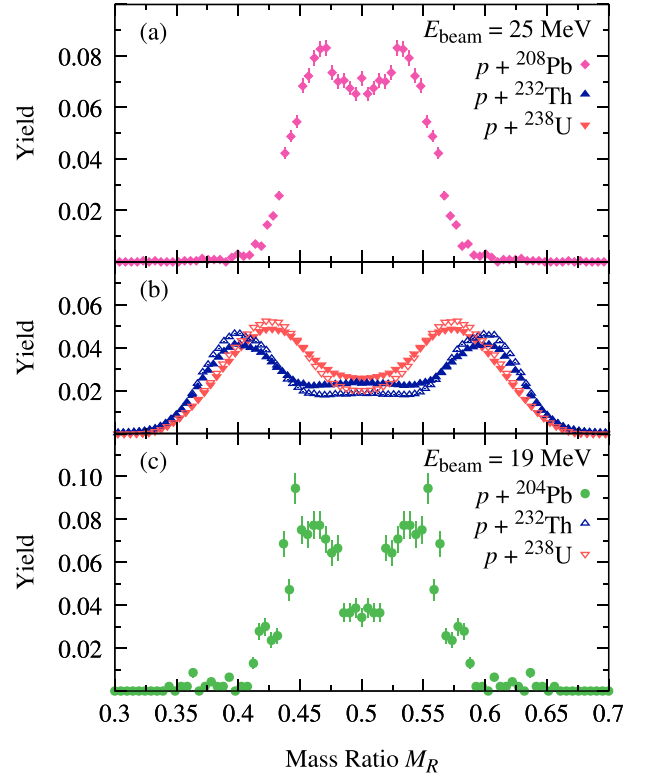 (a)
E_beam = 25 MeV
p + ²⁰⁸Pb
p + ²³²Th
p + ²³⁸U
Yield
0.08
0.06
0.04
0.02
(b)
Yield
0.06
0.04
0.02
(c)
E_beam = 19 MeV
p + ²⁰⁴Pb
p + ²³²Th
p + ²³⁸U
Yield
0.10
0.08
0.06
0.04
0.02
0.3 0.35 0.4 0.45 0.5 0.55 0.6 0.65 0.7
Mass Ratio M_R